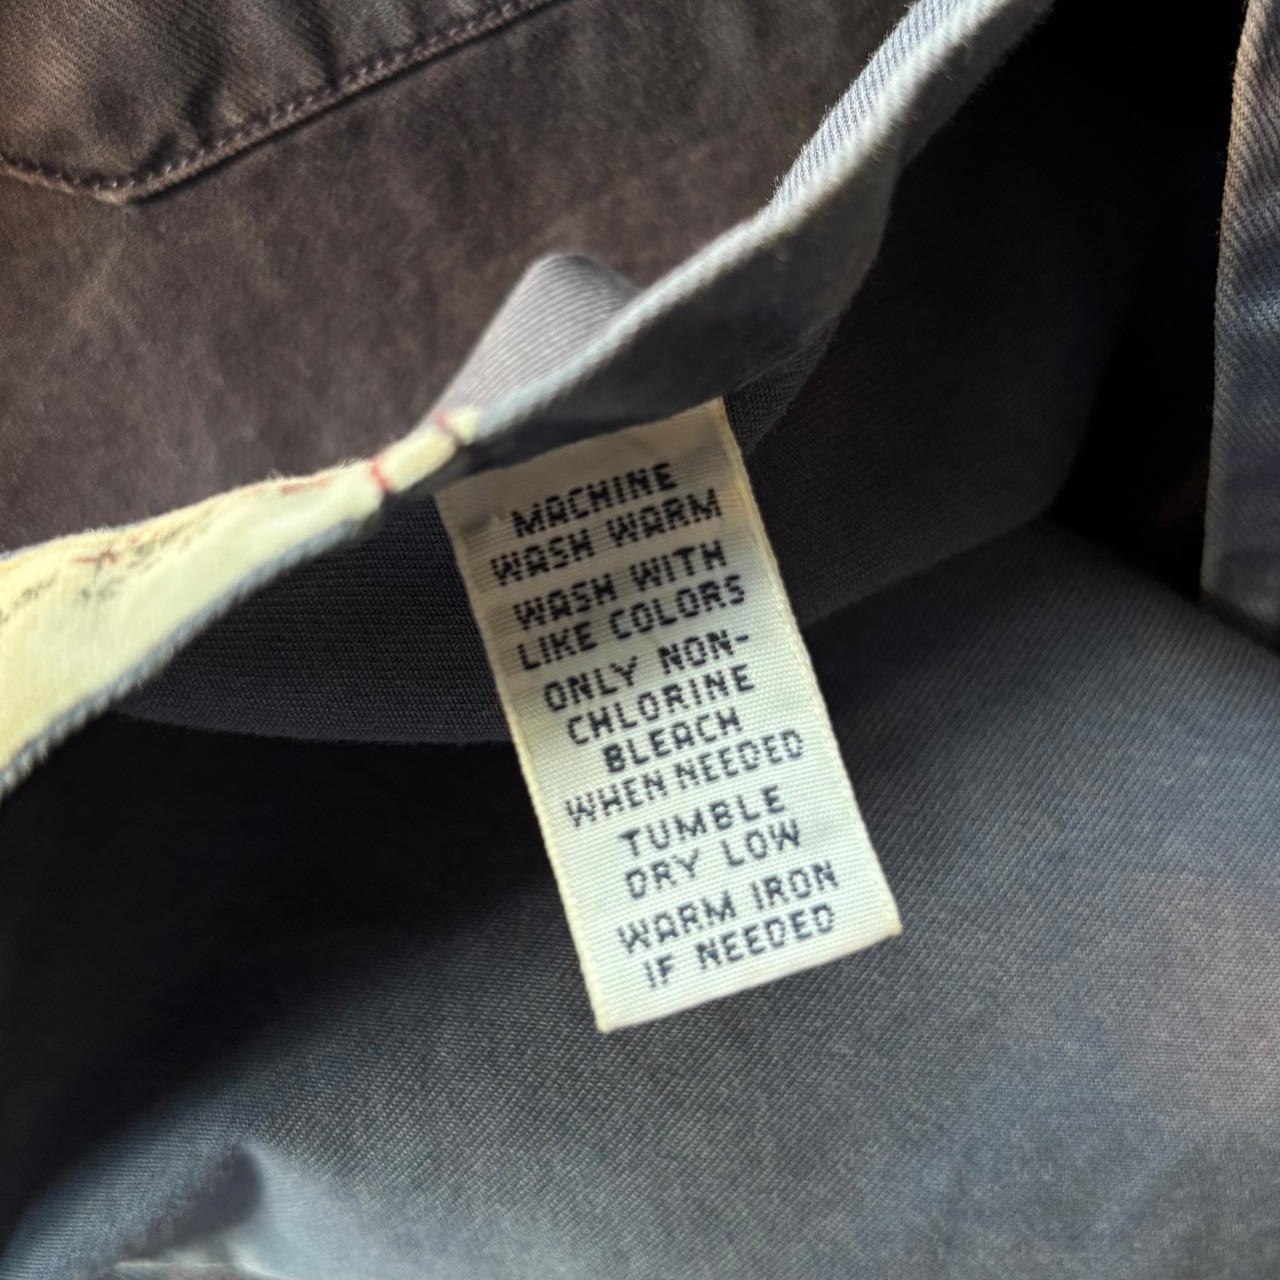 MACHINE
WASH WARM
WASH WITH
LIKE COLORS
ONLY NON-
CHLORINE
BLEACH
WHEN NEEDED
TUMBLE
DRY LOW
WARM IRON
IF NEEDED